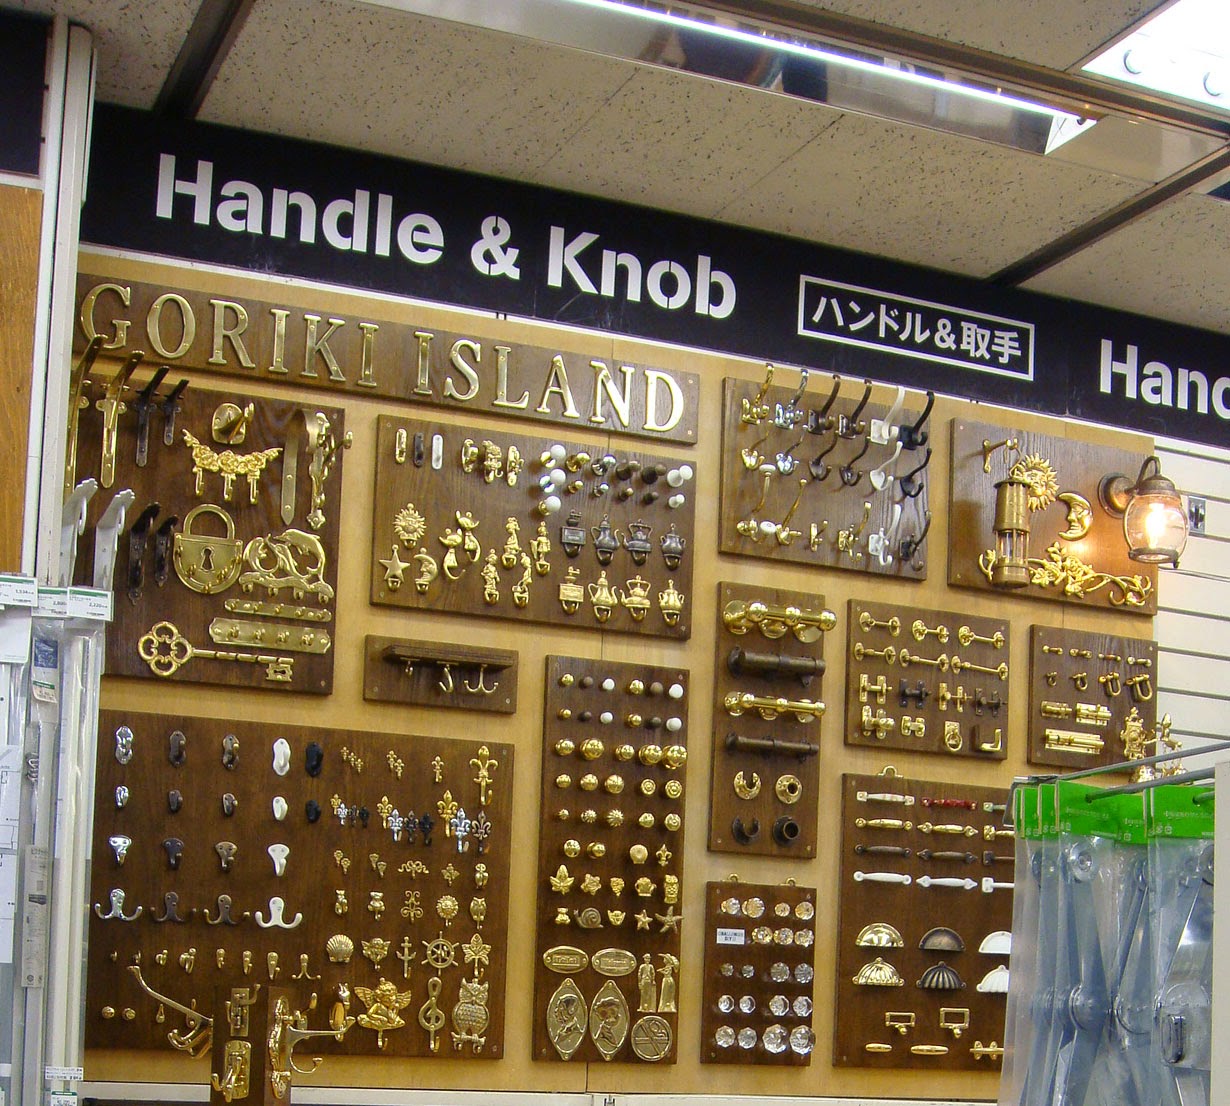 Handle & Knob
ハンドル&取手
Hand
GORIKI ISLAND